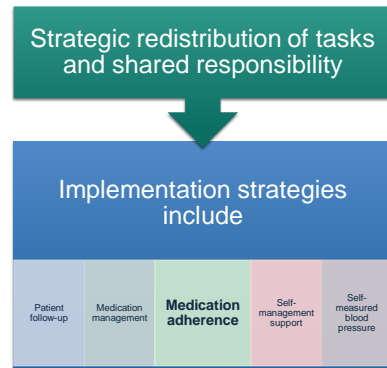 Strategic redistribution of tasks
and shared responsibility
Implementation strategies
include
Patient
follow-up
Medication
management
Medication
adherence
Self-
management
support
Self-
measured
blood
pressure